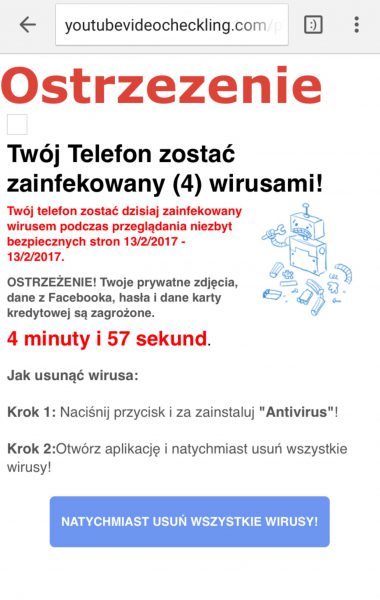 youtubevideocheckling.com/p
:)
Ostrzezenie
Twój Telefon zostać
zainfekowany (4) wirusami!
Twój telefon zostać dzisiaj zainfekowany
wirusem podczas przeglądania niezbyt
bezpiecznych stron 13/2/2017 -
13/2/2017.
OSTRZEŻENIE! Twoje prywatne zdjęcia,
dane z Facebooka, hasła i dane karty
kredytowej są zagrożone.
4 minuty i 57 sekund.
Jak usunąć wirusa:
Krok 1: Naciśnij przycisk i za zainstaluj "Antivirus"!
Krok 2:Otwórz aplikację i natychmiast usuń wszystkie
wirusy!
NATYCHMIAST USUŃ WSZYSTKIE WIRUSY!